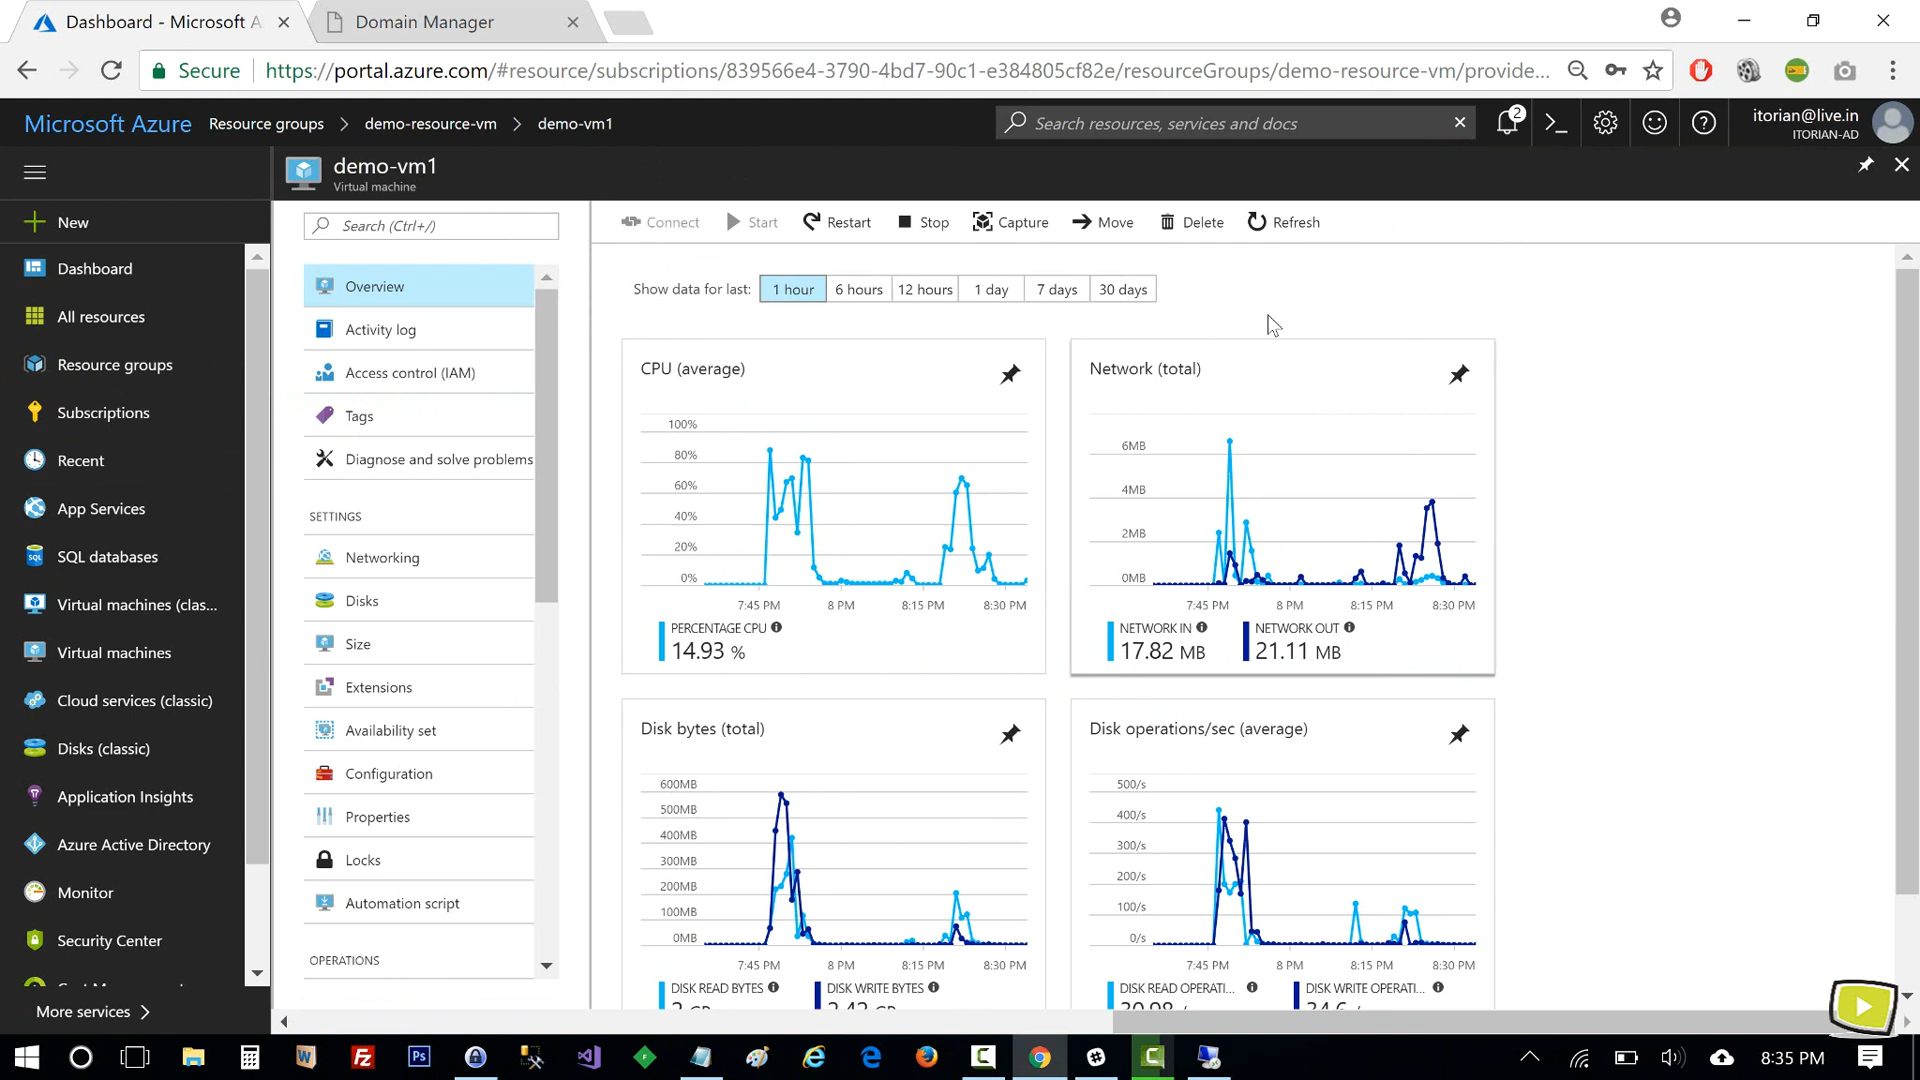 Dashboard - Microsoft A
Domain Manager
Secure
https://portal.azure.com/#resource/subscriptions/839566e4-3790-4bd7-90c1-e384805cf82e/resourceGroups/demo-resource-vm/provide...
Microsoft Azure
Resource groups
demo-resource-vm
demo-vm1
Search resources, services and docs
2
itorian@live.in
ITORIAN-AD
demo-vm1
Virtual machine
New
Dashboard
All resources
Resource groups
Subscriptions
Recent
App Services
SQL databases
Virtual machines (clas...
Virtual machines
Cloud services (classic)
Disks (classic)
Application Insights
Azure Active Directory
Monitor
Security Center
More services
Search (Ctrl+/)
Overview
Activity log
Access control (IAM)
Tags
Diagnose and solve problems
SETTINGS
Networking
Disks
Size
Extensions
Availability set
Configuration
Properties
Locks
Automation script
OPERATIONS
Connect
Start
Restart
Stop
Capture
Move
Delete
Refresh
Show data for last:
1 hour
6 hours
12 hours
1 day
7 days
30 days
CPU (average)
100%
80%
60%
40%
20%
0%
7:45 PM
8 PM
8:15 PM
8:30 PM
PERCENTAGE CPU
14.93 %
Network (total)
6MB
4MB
2MB
0MB
7:45 PM
8 PM
8:15 PM
8:30 PM
NETWORK IN
17.82 MB
NETWORK OUT
21.11 MB
Disk bytes (total)
600MB
500MB
400MB
300MB
200MB
100MB
0MB
7:45 PM
8 PM
8:15 PM
8:30 PM
DISK READ BYTES
DISK WRITE BYTES
Disk operations/sec (average)
500/s
400/s
300/s
200/s
100/s
0/s
7:45 PM
8 PM
8:15 PM
8:30 PM
DISK READ OPERATI...
DISK WRITE OPERATI...
8:35 PM